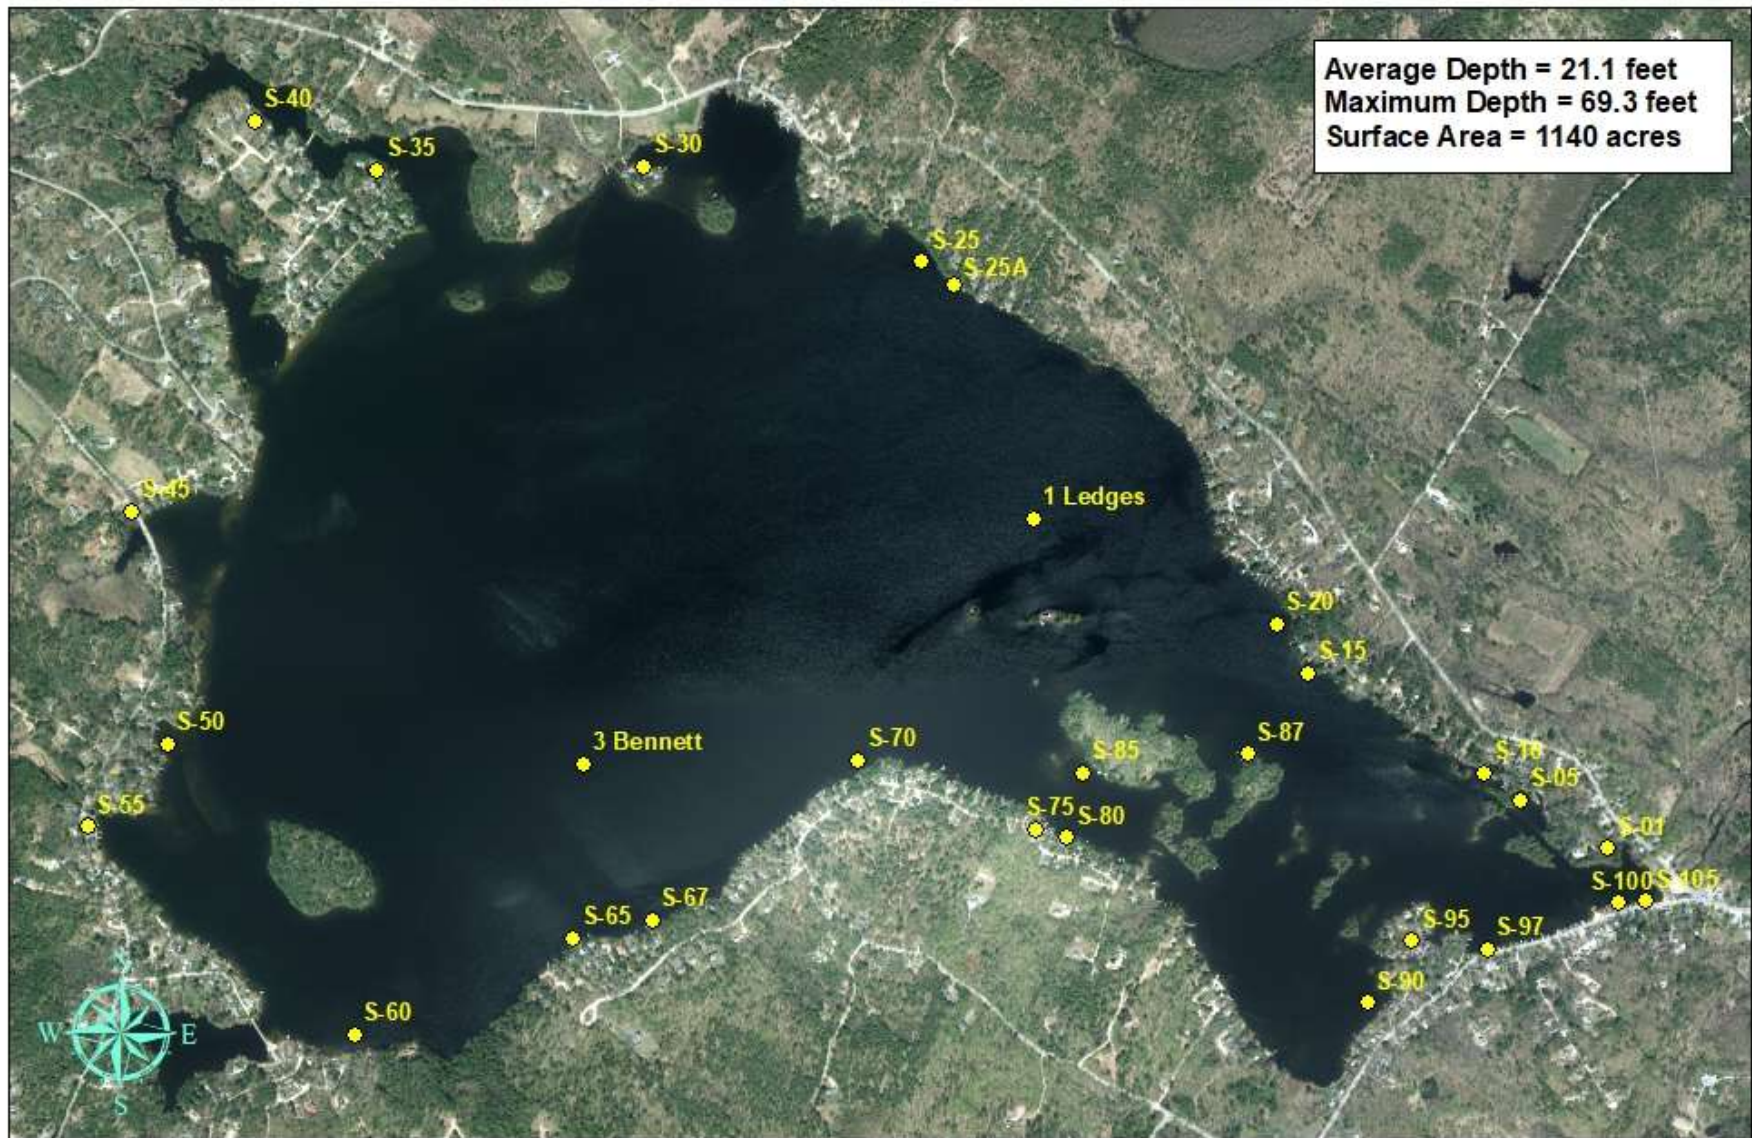 Average Depth = 21.1 feet
Maximum Depth = 69.3 feet
Surface Area = 1140 acres
S-40
S-35
S-30
S-25
S-25A
S-45
1 Ledges
S-20
S-15
S-50
3 Bennett
S-70
S-87
S-85
S-10
S-05
S-55
S-75
S-80
S-01
S-100
S-105
S-67
S-65
S-95
S-97
S-90
S-60
N
W
E
S